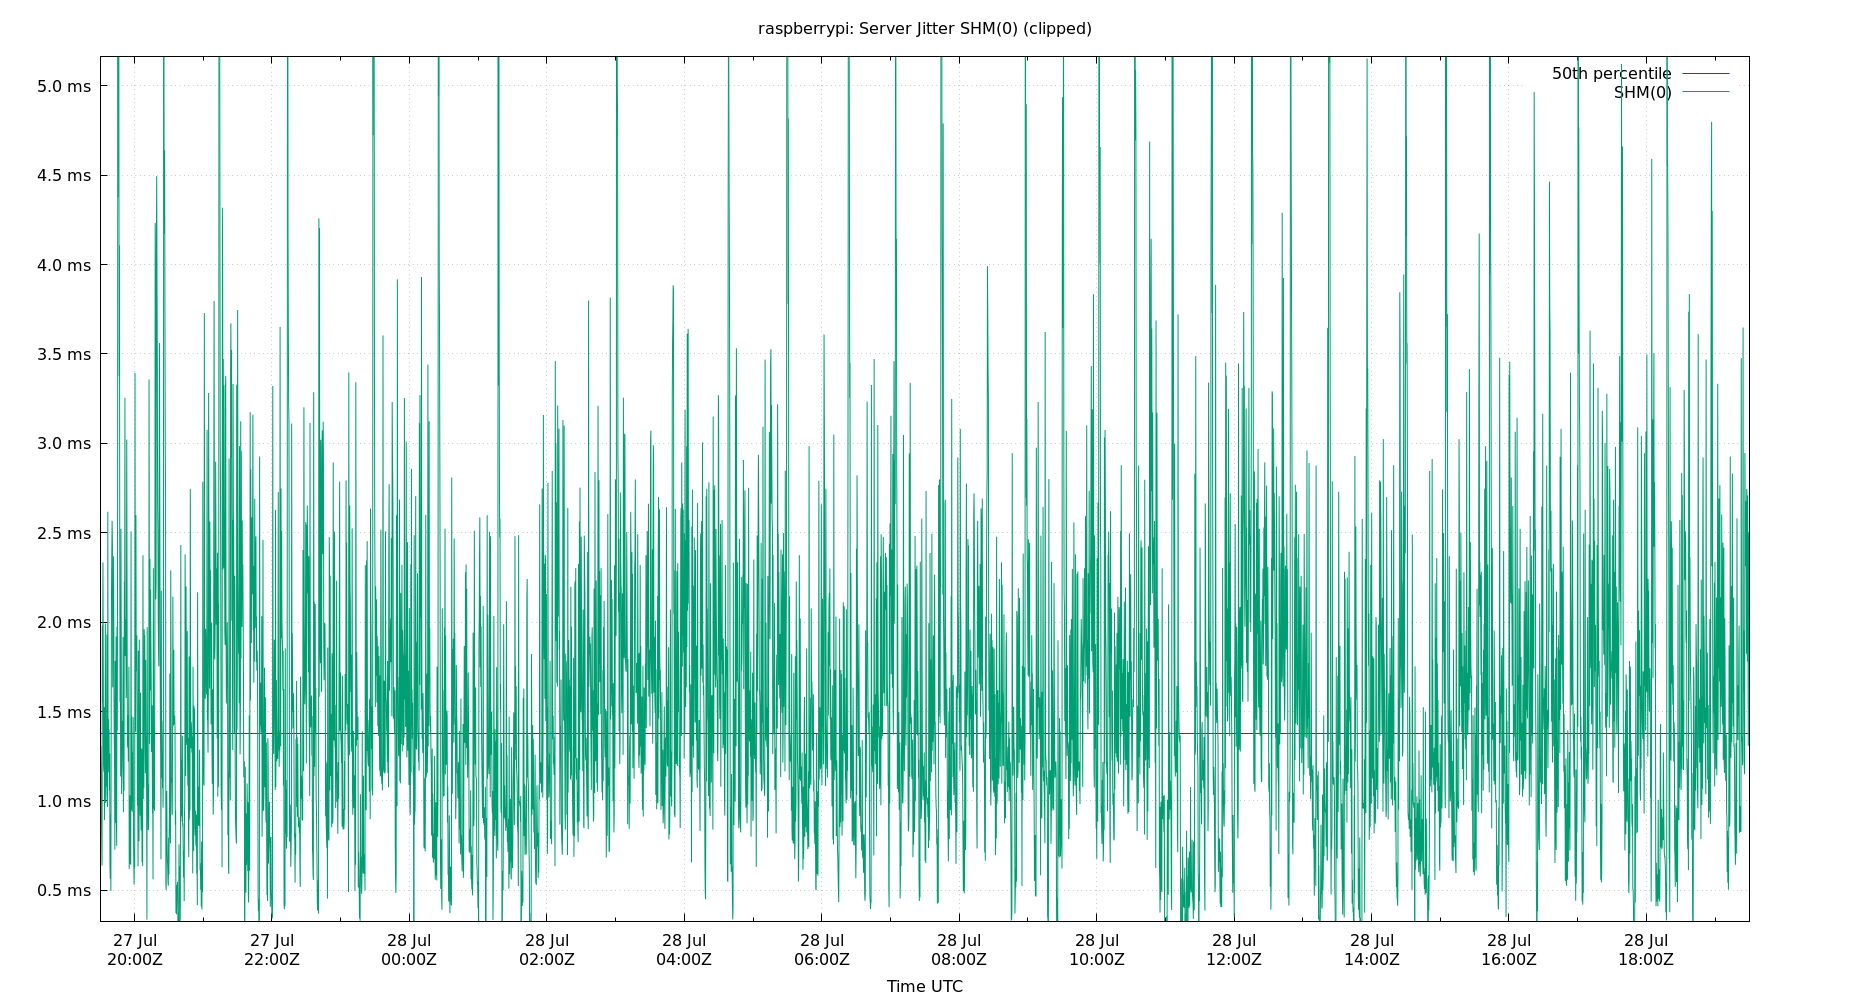 raspberrypi: Server Jitter SHM(0) (clipped)
50th percentile
SHM(0)
5.0 ms
4.5 ms
4.0 ms
3.5 ms
3.0 ms
2.5 ms
2.0 ms
1.5 ms
1.0 ms
0.5 ms
27 Jul 27 Jul 28 Jul 28 Jul 28 Jul 28 Jul 28 Jul 28 Jul 28 Jul 28 Jul 28 Jul 28 Jul
20:00Z 22:00Z 00:00Z 02:00Z 04:00Z 06:00Z 08:00Z 10:00Z 12:00Z 14:00Z 16:00Z 18:00Z
Time UTC